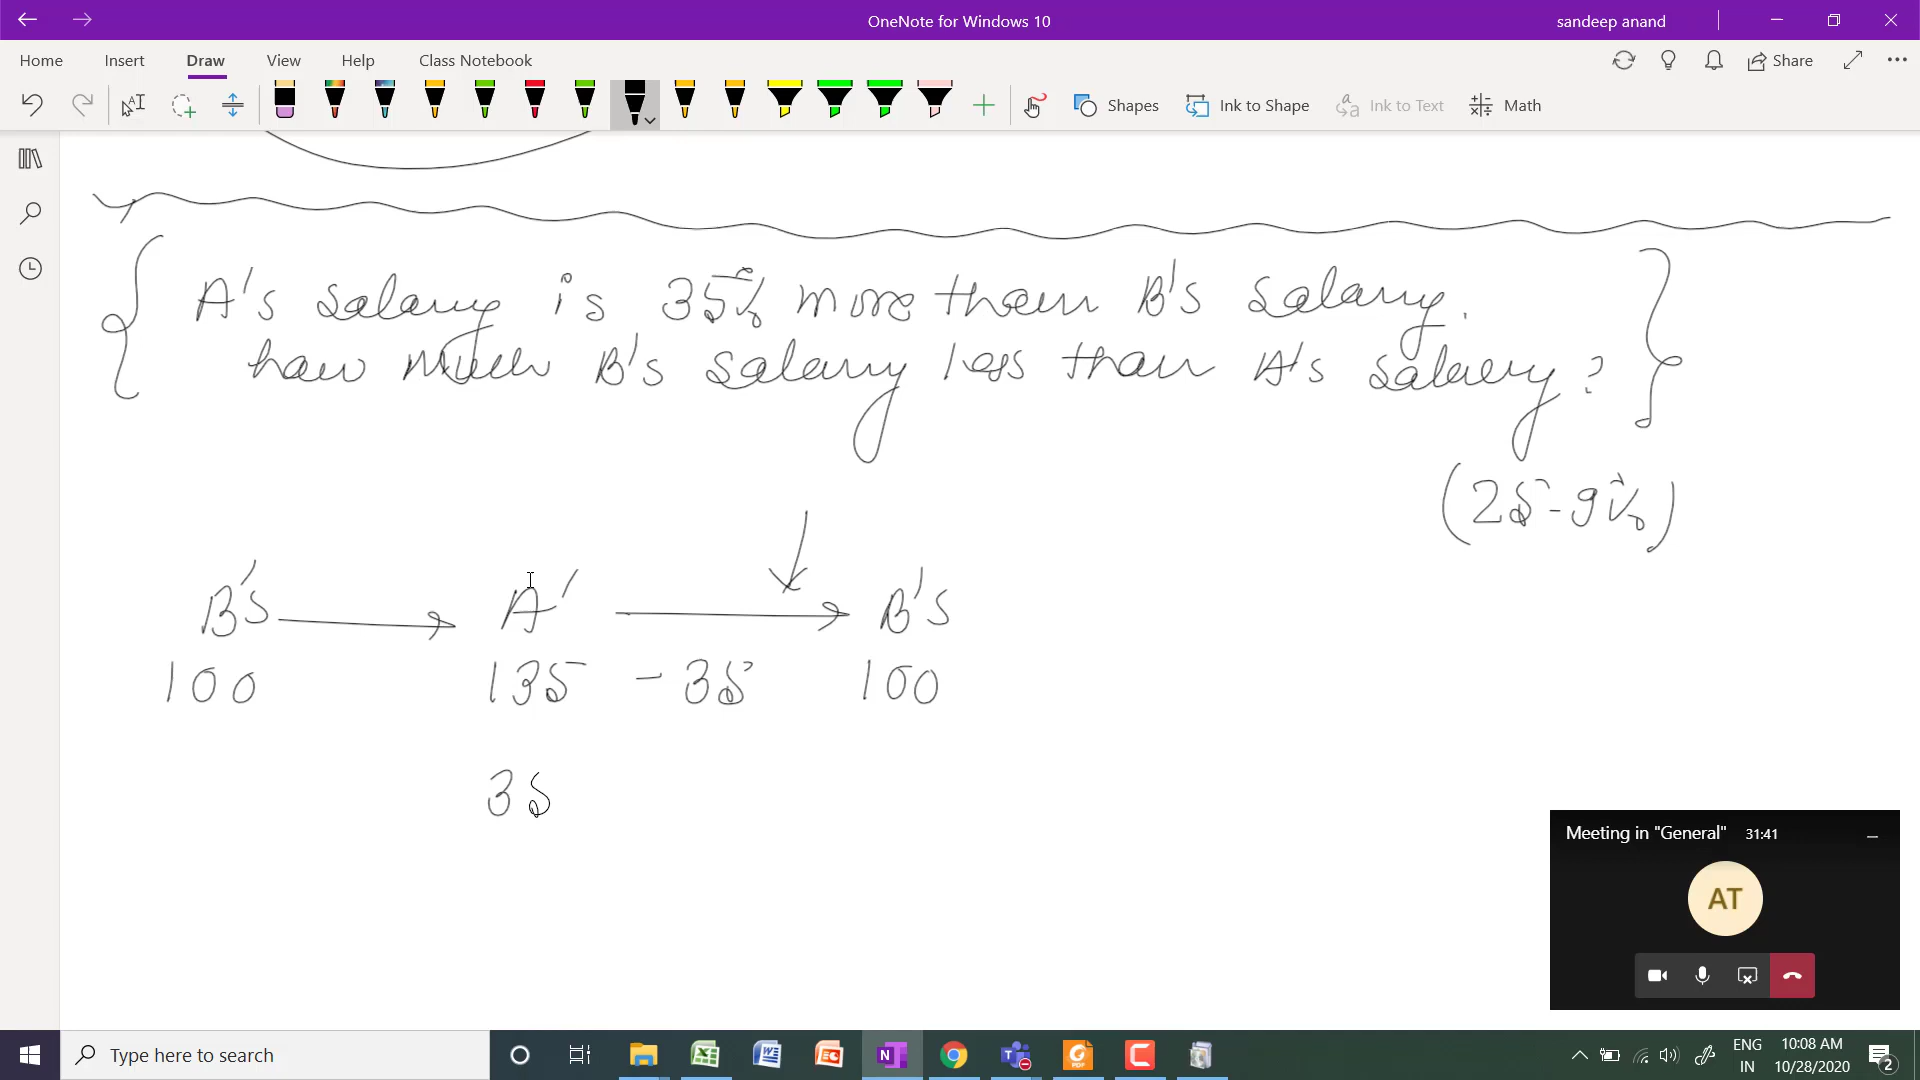 OneNote for Windows 10
sandeep anand
Home Insert Draw View Help Class Notebook
Share
Shapes Ink to Shape Ink to Text Math
A's salary is 35% more than B's salary.
how much B's salary less than A's salary?
(25-9%)
B's A' B's
100 135 - 35 100
35
Meeting in "General" 31:41
AT
Type here to search
ENG 10:08 AM
IN 10/28/2020
2